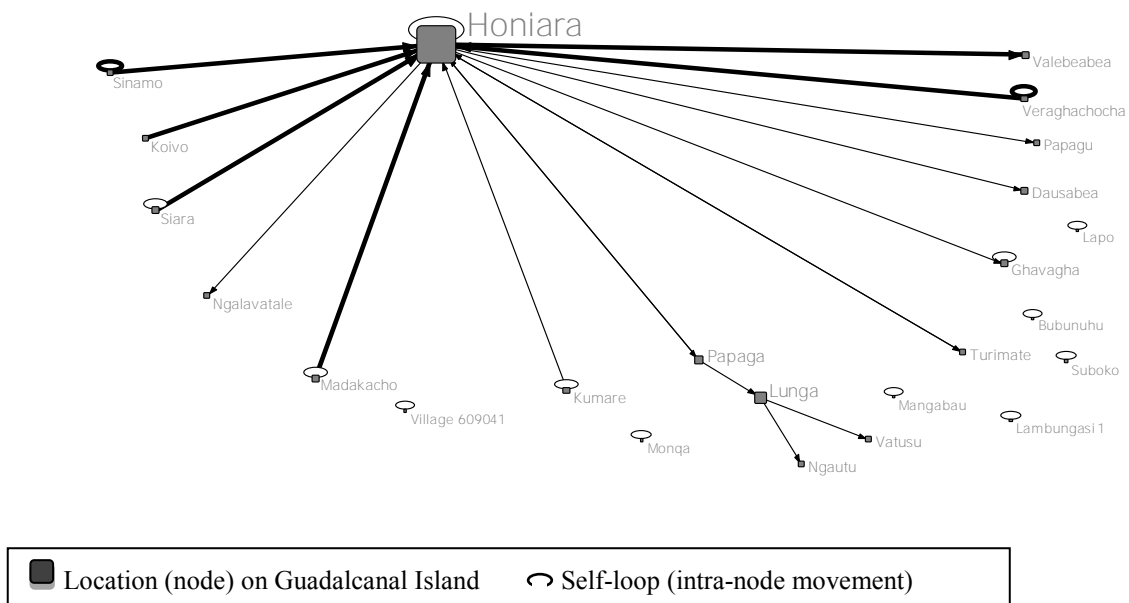 Honiara
Sinamo
Valebeabea
Veraghachocha
Koivo
Papagu
Dausabea
Siara
Lapo
Ghavagha
Ngalavatale
Bubunuhu
Papaga
Turimate
Suboko
Madakacho
Lunga
Kumare
Mangabau
Village 609041
Lambungasi 1
Vatusu
Monqa
Ngautu
Location (node) on Guadalcanal Island Self-loop (intra-node movement)